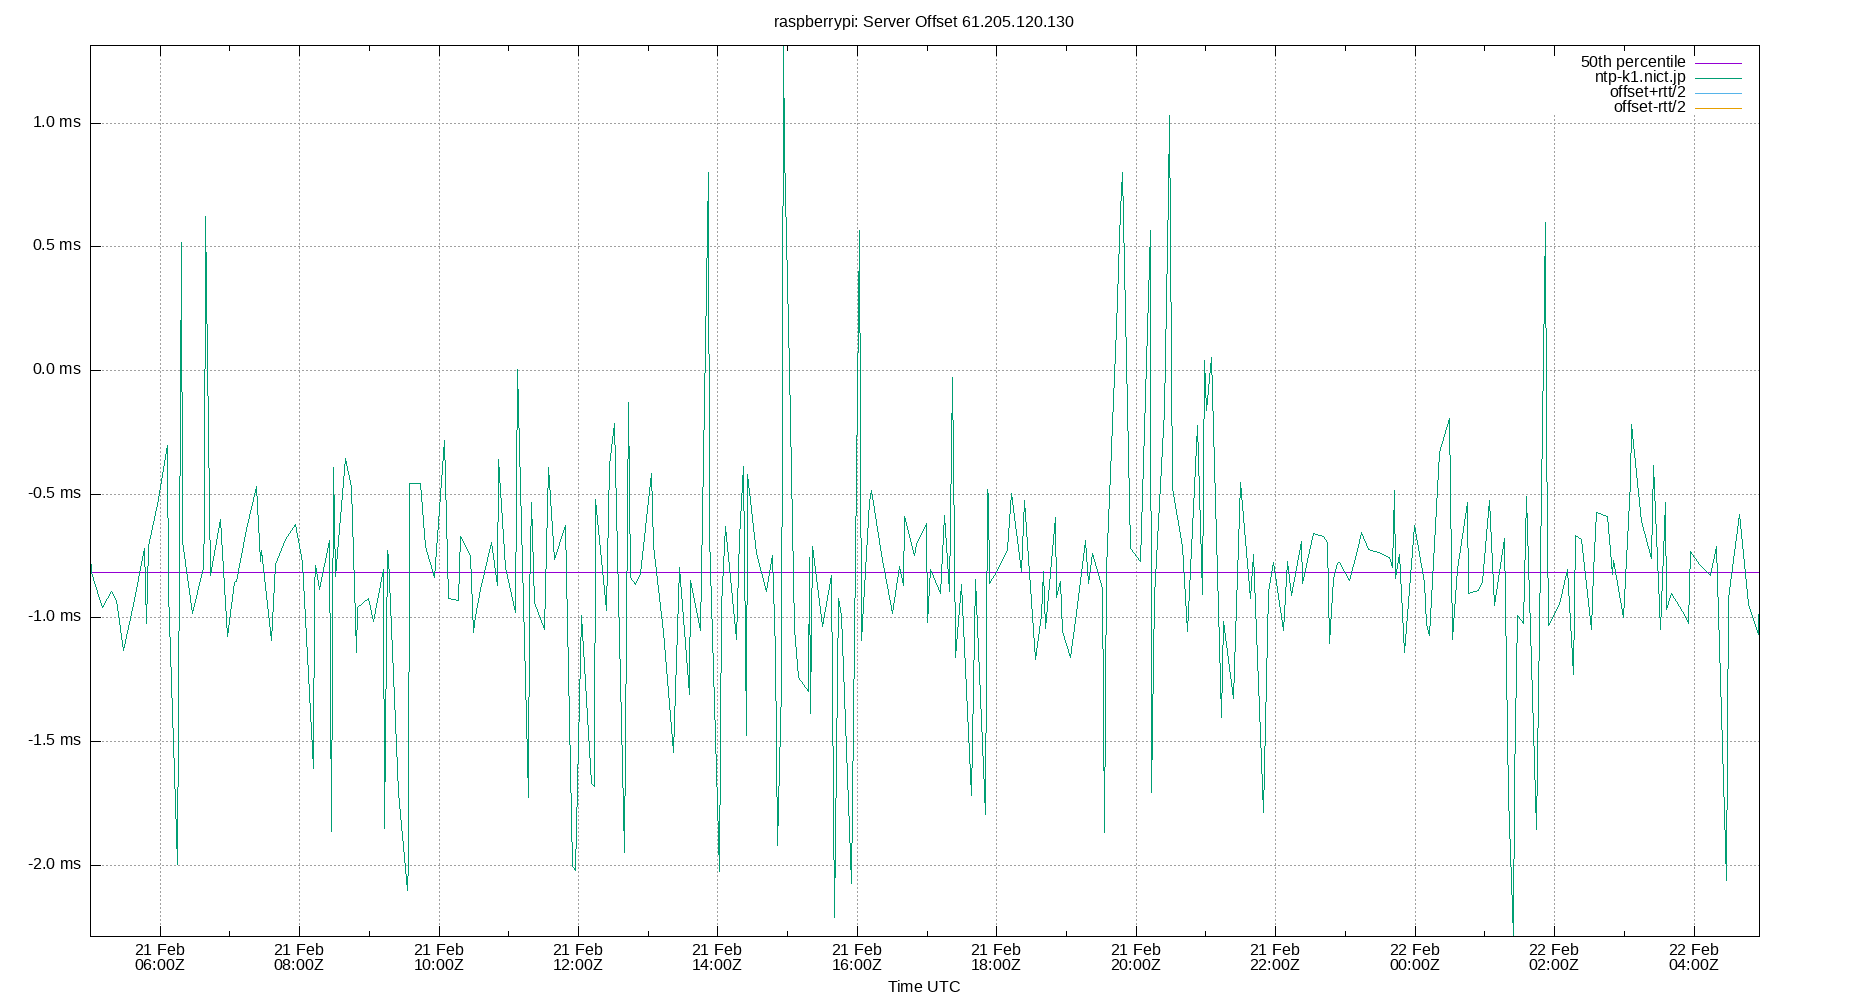 raspberrypi: Server Offset 61.205.120.130
50th percentile
ntp-k1.nict.jp
offset+rtt/2
offset-rtt/2
1.0 ms
0.5 ms
0.0 ms
-0.5 ms
-1.0 ms
-1.5 ms
-2.0 ms
21 Feb 21 Feb 21 Feb 21 Feb 21 Feb 21 Feb 21 Feb 21 Feb 21 Feb 22 Feb 22 Feb 22 Feb
06:00Z 08:00Z 10:00Z 12:00Z 14:00Z 16:00Z 18:00Z 20:00Z 22:00Z 00:00Z 02:00Z 04:00Z
Time UTC